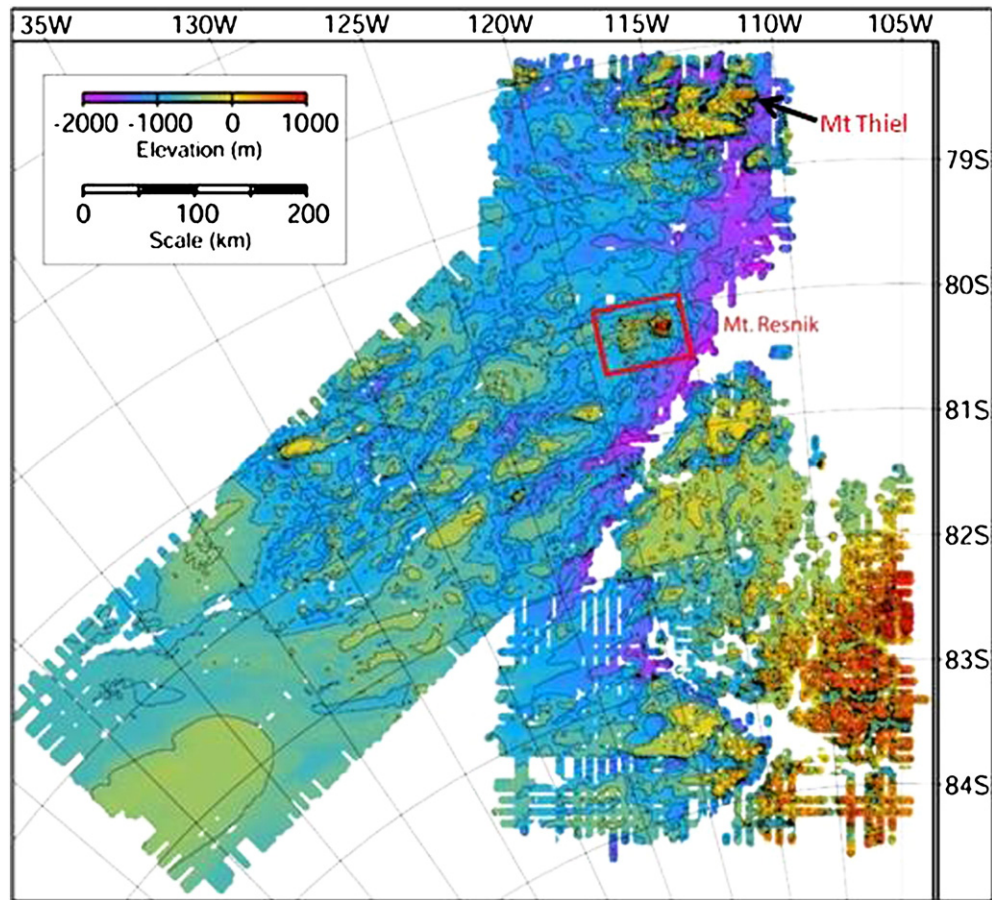 35W 130W 125W 120W 115W 110W 105W
-2000 -1000 0 1000
Elevation (m)
0 100 200
Scale (km)
Mt Thiel
79S
80S
Mt. Resnik
81S
82S
83S
84S